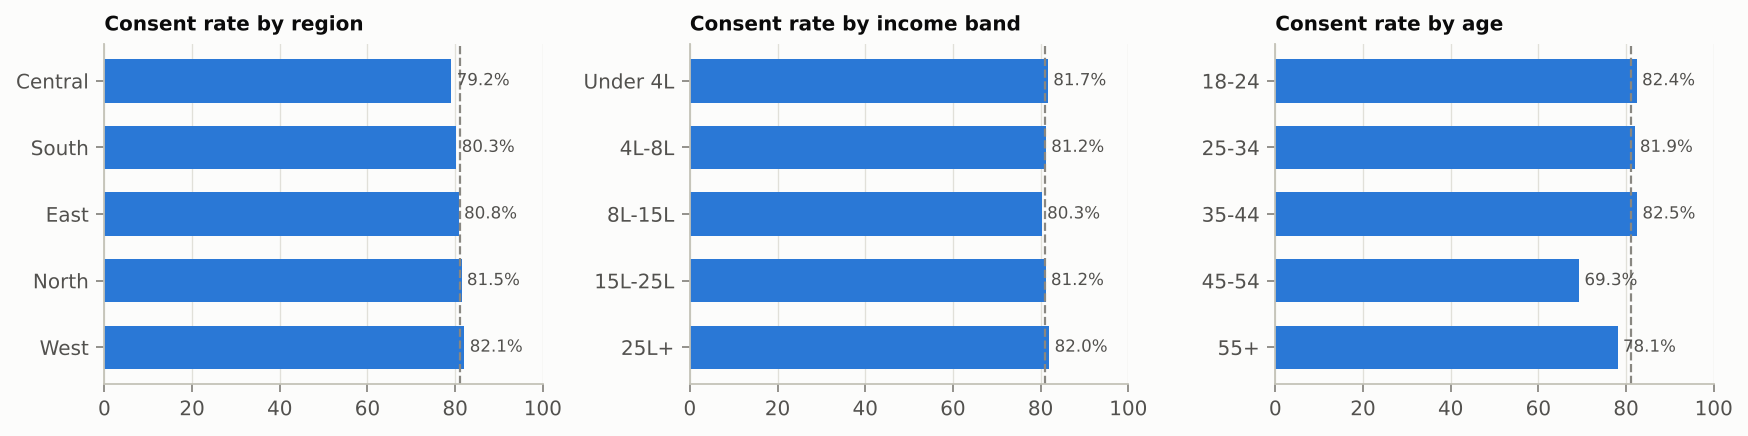 Consent rate by region
Central
79.2%
South
80.3%
East
80.8%
North
81.5%
West
82.1%
0 20 40 60 80 100
Consent rate by income band
Under 4L
81.7%
4L-8L
81.2%
8L-15L
80.3%
15L-25L
81.2%
25L+
82.0%
0 20 40 60 80 100
Consent rate by age
18-24
82.4%
25-34
81.9%
35-44
82.5%
45-54
69.3%
55+
78.1%
0 20 40 60 80 100